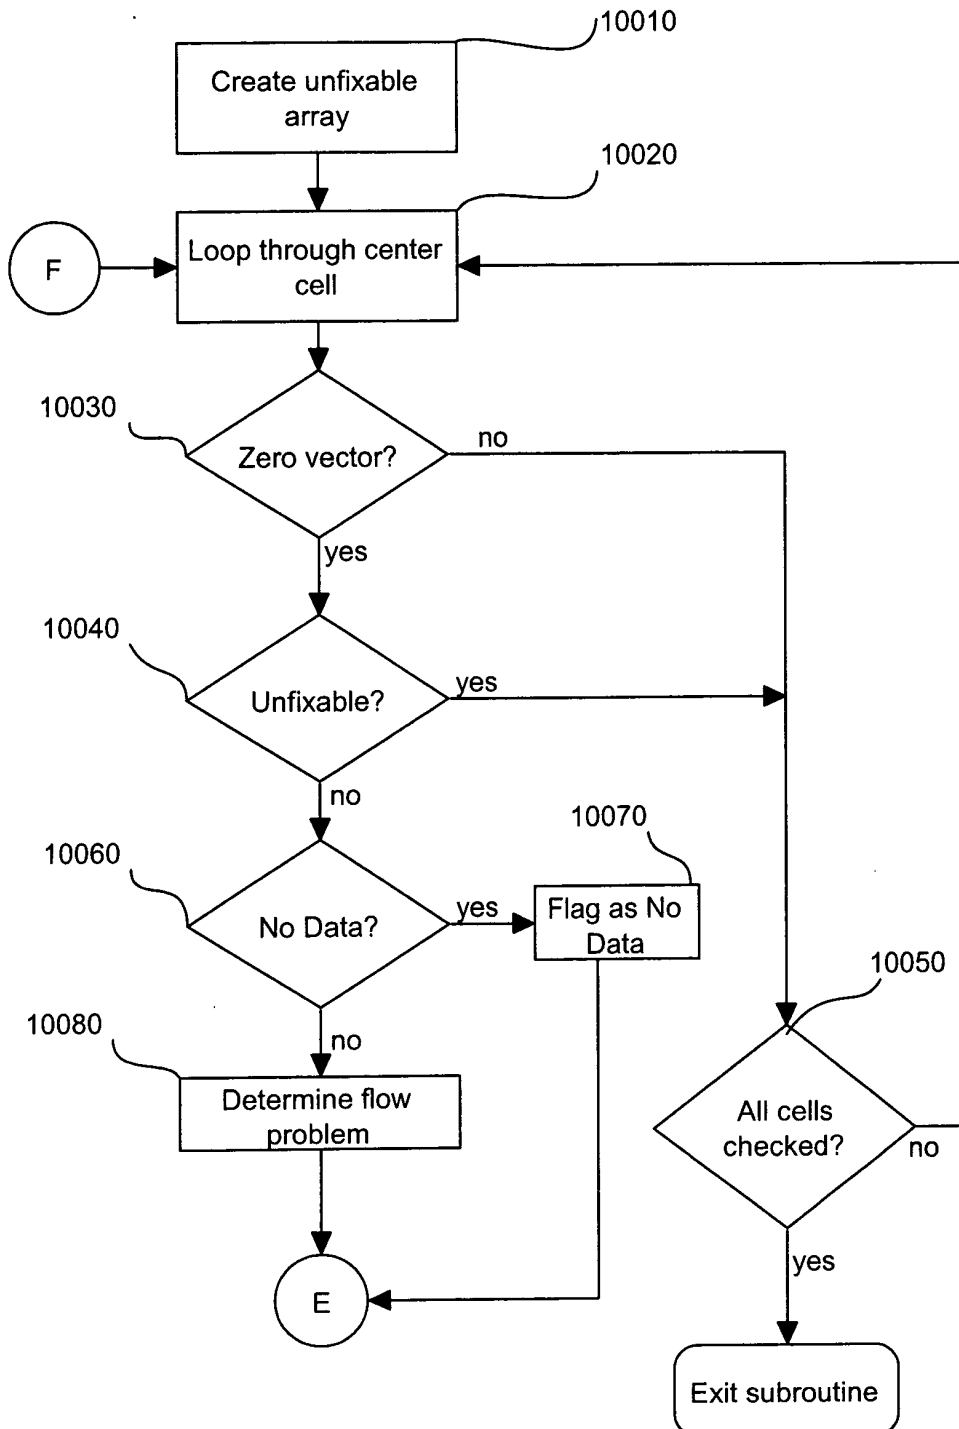 10010
Create unfixable
array
10020
F
Loop through center
cell
10030
Zero vector?
no
yes
10040
Unfixable?
yes
no
10070
10060
No Data?
yes
Flag as No
Data
10050
no
10080
Determine flow
problem
All cells
checked?
no
yes
E
Exit subroutine